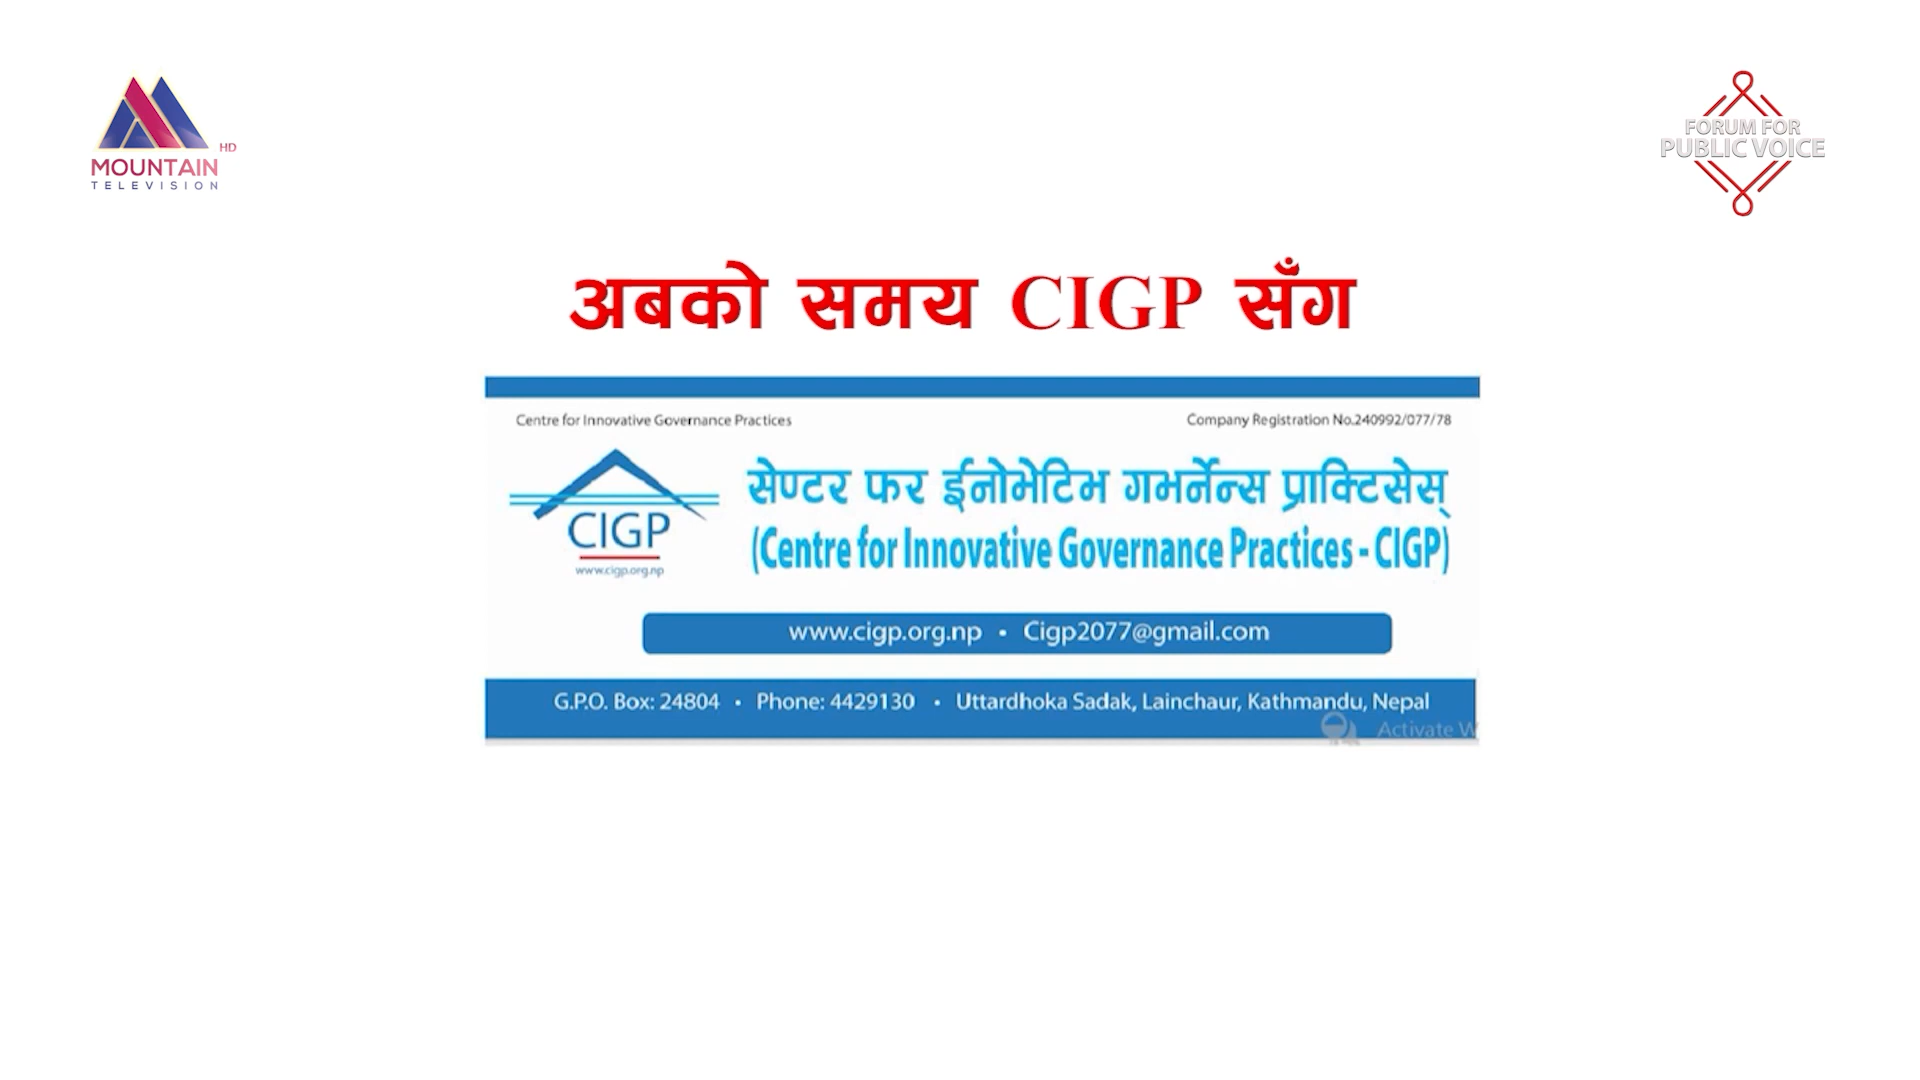 MOUNTAIN HD
TELEVISION
FORUM FOR
PUBLIC VOICE
अबको समय CIGP सँग
Centre for Innovative Governance Practices
Company Registration No.240992/077/78
CIGP
www.cigp.org.np
सेण्टर फर ईनोभेटिभ गभर्नेन्स प्राक्टिसेस्
(Centre for Innovative Governance Practices - CIGP)
www.cigp.org.np • Cigp2077@gmail.com
G.P.O. Box: 24804 • Phone: 4429130 • Uttardhoka Sadak, Lainchaur, Kathmandu, Nepal
Activate W